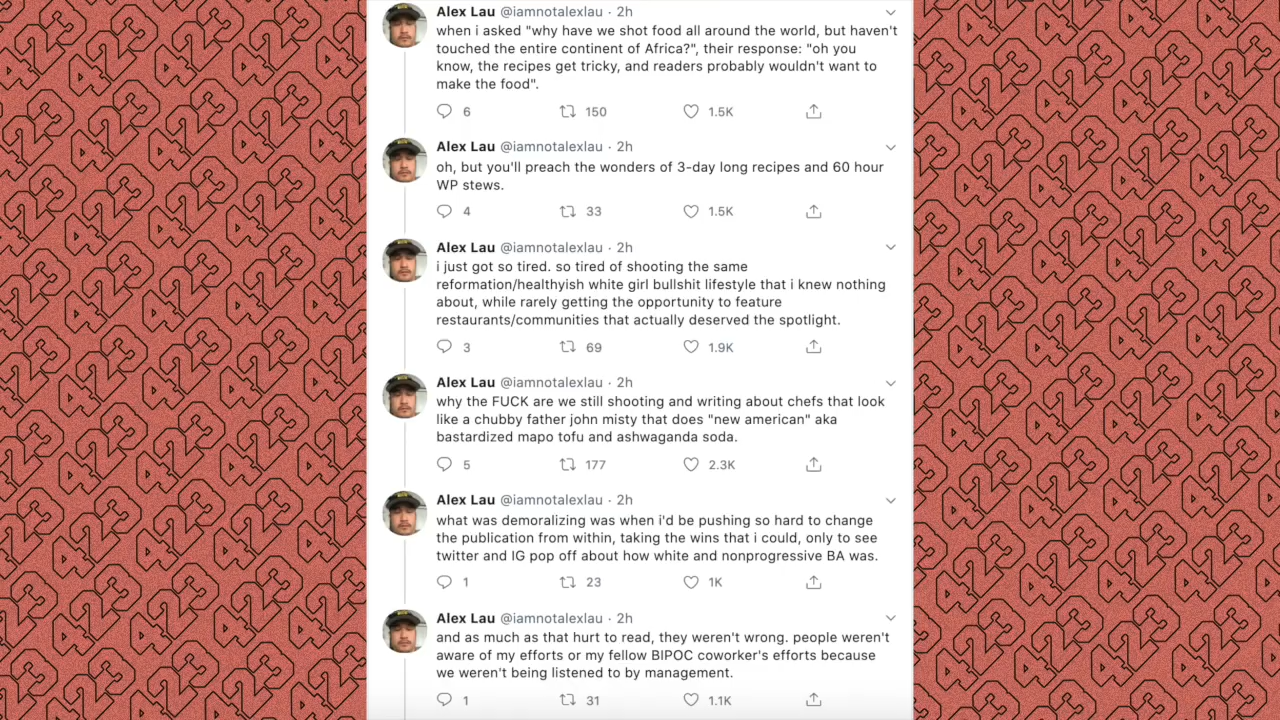 Alex Lau @iamnotalexlau · 2h
when i asked "why have we shot food all around the world, but haven't
touched the entire continent of Africa?", their response: "oh you
know, the recipes get tricky, and readers probably wouldn't want to
make the food".
6 150 1.5K
Alex Lau @iamnotalexlau · 2h
oh, but you'll preach the wonders of 3-day long recipes and 60 hour
WP stews.
4 33 1.5K
Alex Lau @iamnotalexlau · 2h
i just got so tired. so tired of shooting the same
reformation/healthyish white girl bullshit lifestyle that i knew nothing
about, while rarely getting the opportunity to feature
restaurants/communities that actually deserved the spotlight.
3 69 1.9K
Alex Lau @iamnotalexlau · 2h
why the FUCK are we still shooting and writing about chefs that look
like a chubby father john misty that does "new american" aka
bastardized mapo tofu and ashwaganda soda.
5 177 2.3K
Alex Lau @iamnotalexlau · 2h
what was demoralizing was when i'd be pushing so hard to change
the publication from within, taking the wins that i could, only to see
twitter and IG pop off about how white and nonprogressive BA was.
1 23 1K
Alex Lau @iamnotalexlau · 2h
and as much as that hurt to read, they weren't wrong. people weren't
aware of my efforts or my fellow BIPOC coworker's efforts because
we weren't being listened to by management.
1 31 1.1K